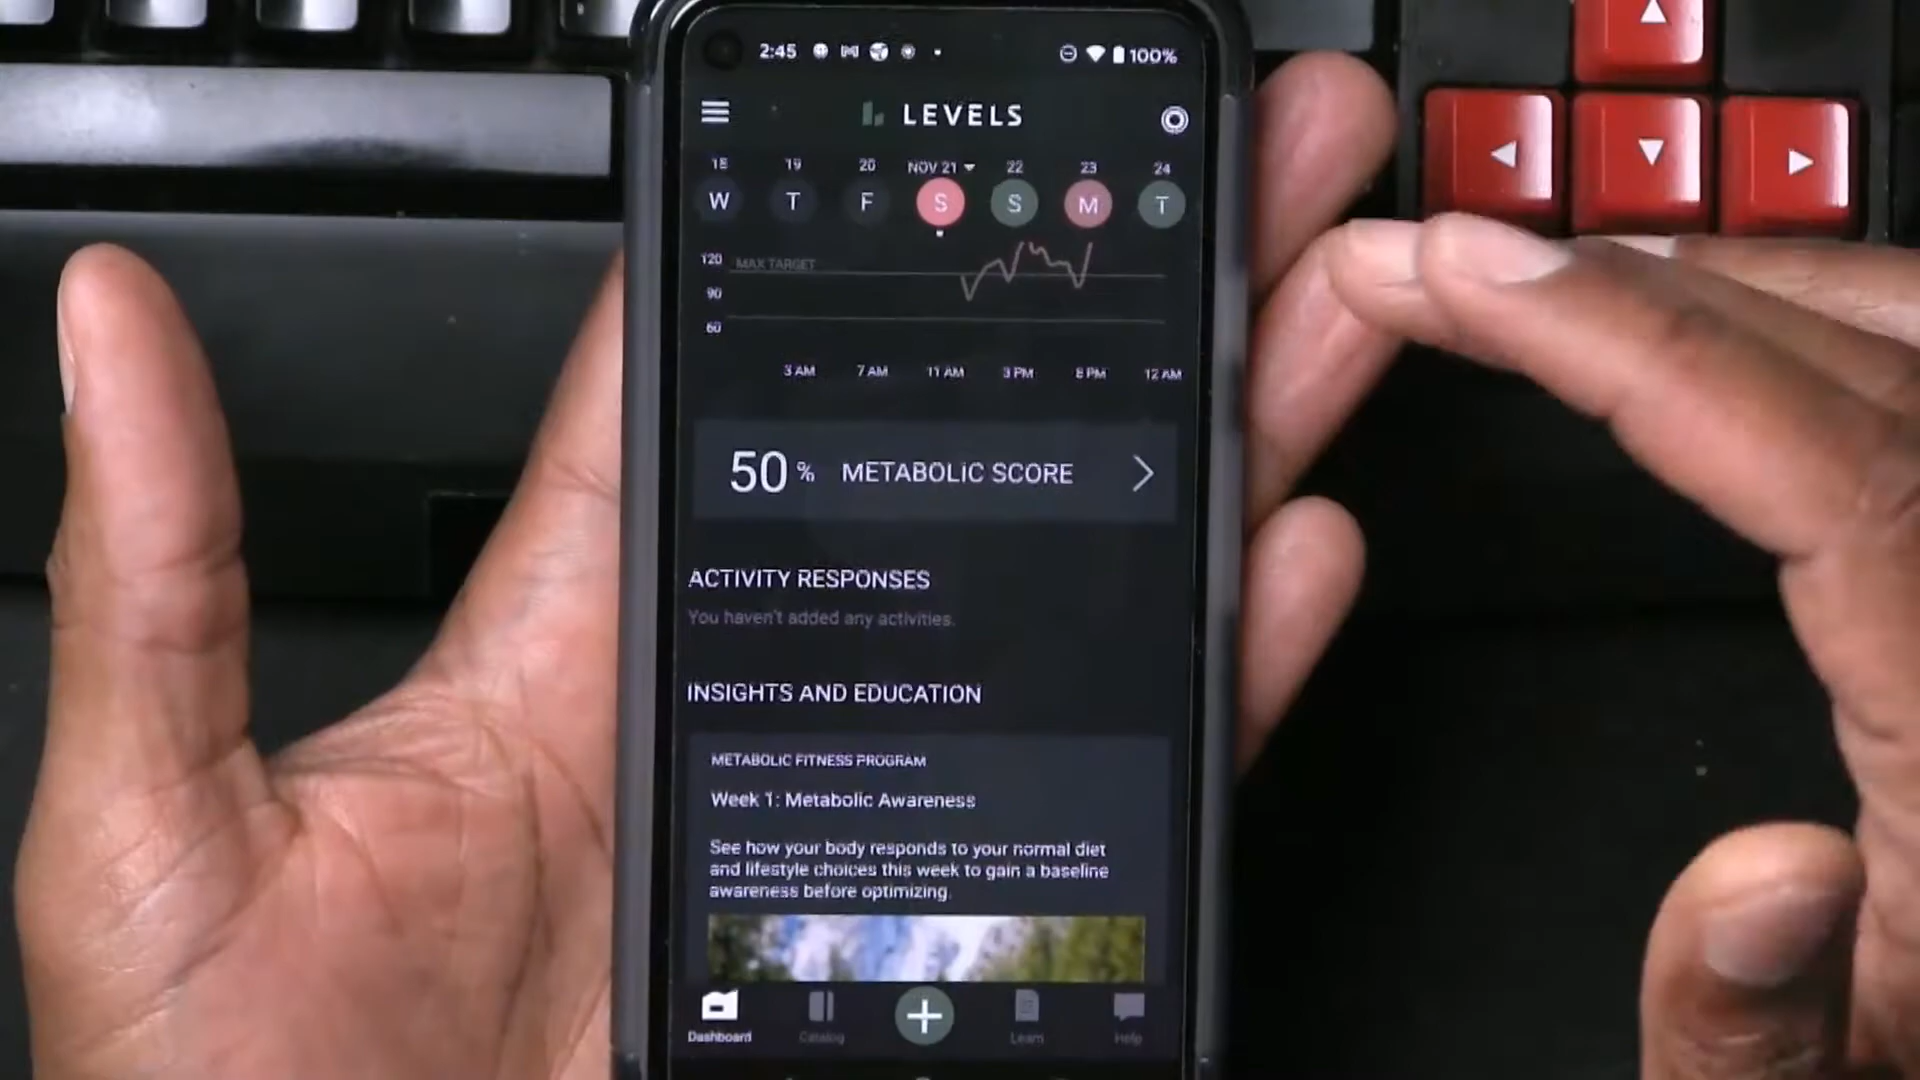 2:45 100%
LEVELS
18 19 20 NOV 21 22 23 24
W T F S S M T
120 MAX TARGET
90
60
3 AM 7 AM 11 AM 3 PM 8 PM 12 AM
50 % METABOLIC SCORE
ACTIVITY RESPONSES
You haven't added any activities.
INSIGHTS AND EDUCATION
METABOLIC FITNESS PROGRAM
Week 1: Metabolic Awareness
See how your body responds to your normal diet
and lifestyle choices this week to gain a baseline
awareness before optimizing.
Dashboard Catalog Learn Help